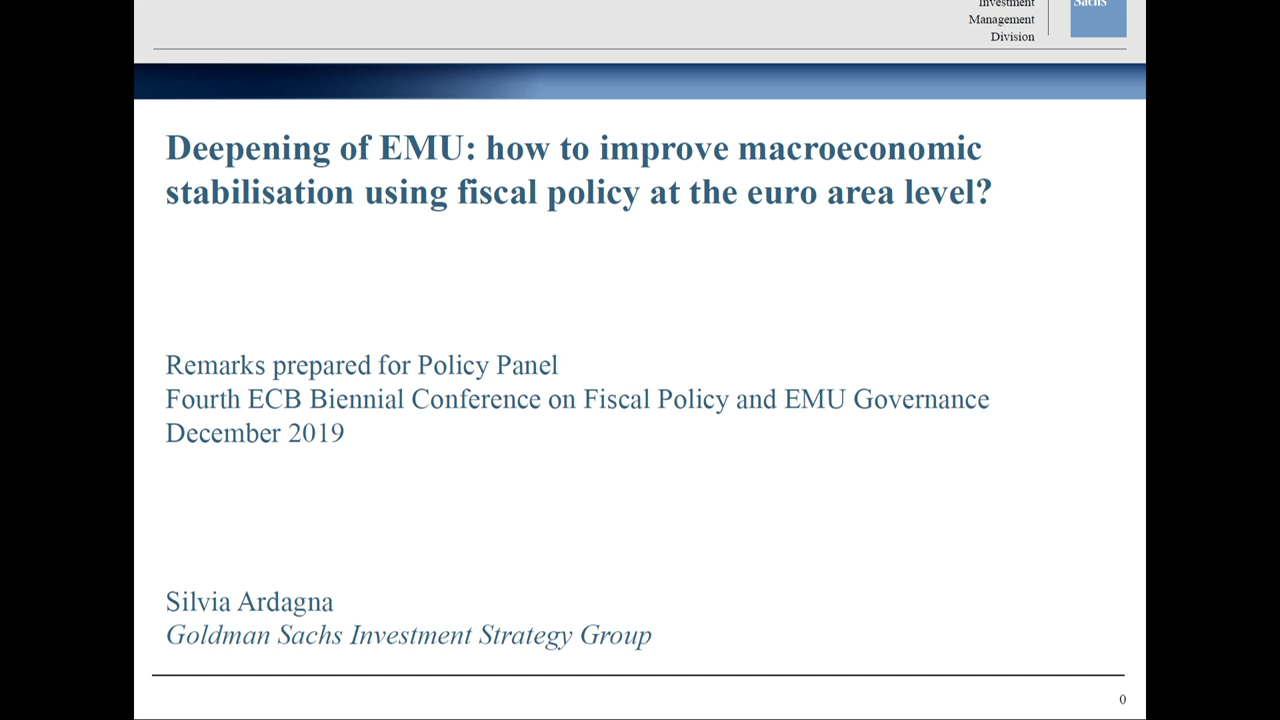 Investment
Management
Division
Sachs
Deepening of EMU: how to improve macroeconomic
stabilisation using fiscal policy at the euro area level?
Remarks prepared for Policy Panel
Fourth ECB Biennial Conference on Fiscal Policy and EMU Governance
December 2019
Silvia Ardagna
Goldman Sachs Investment Strategy Group
0